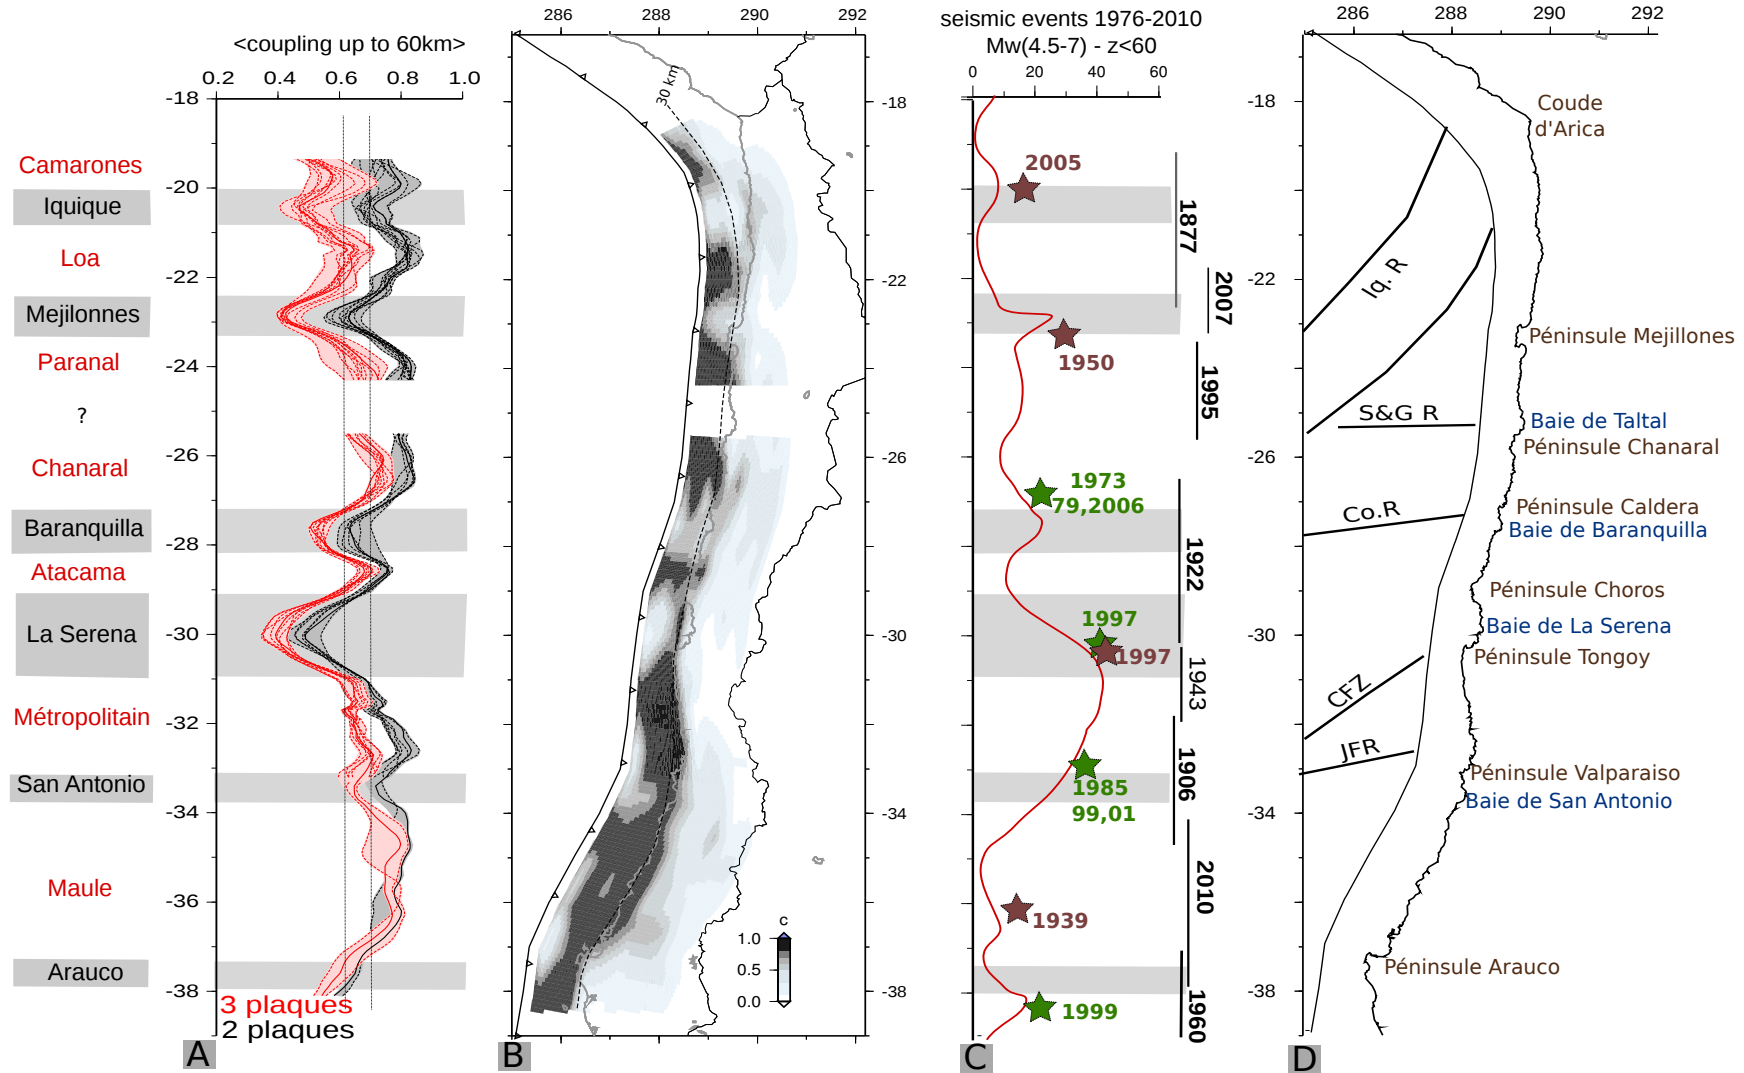 <coupling up to 60km>
0.2 0.4 0.6 0.8 1.0
-18
-20
-22
-24
-26
-28
-30
-32
-34
-36
-38
Camarones
Iquique
Loa
Mejilonnes
Paranal
?
Chanaral
Baranquilla
Atacama
La Serena
Métropolitain
San Antonio
Maule
Arauco
3 plaques
2 plaques
A
286 288 290 292
30 km
-18
-22
-26
-30
-34
-38
C
1.0
0.5
0.0
B
seismic events 1976-2010
Mw(4.5-7) - z<60
0 20 40 60
2005
1950
1973
79,2006
1997
1997
1985
99,01
1939
1999
1877
2007
1995
1922
1943
1906
2010
1960
C
286 288 290 292
-18
-22
-26
-30
-34
-38
Iq. R
S&G R
Co.R
CFZ
JFR
Coude
d'Arica
Péninsule Mejillones
Baie de Taltal
Péninsule Chanaral
Péninsule Caldera
Baie de Baranquilla
Péninsule Choros
Baie de La Serena
Péninsule Tongoy
Péninsule Valparaiso
Baie de San Antonio
Péninsule Arauco
D